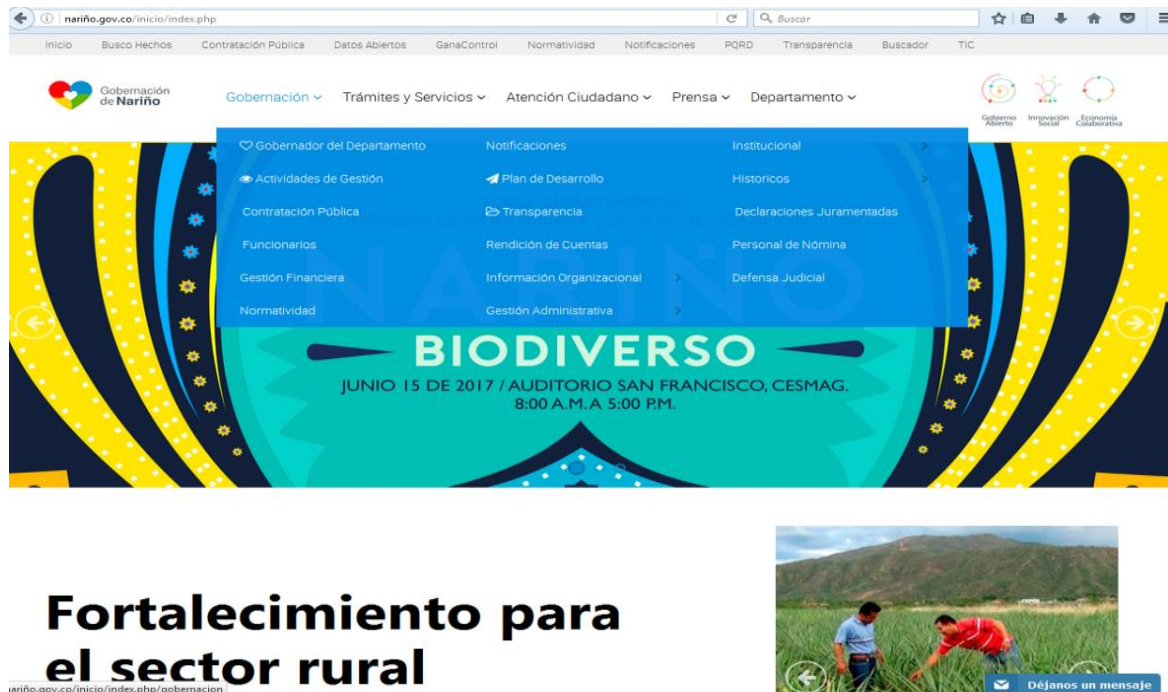 nariño.gov.co/inicio/index.php
Buscar
Inicio Busco Hechos Contratación Pública Datos Abiertos GanaControl Normatividad Notificaciones PQRD Transparencia Buscador TIC
Gobernación
de Nariño
Gobernación Trámites y Servicios Atención Ciudadano Prensa Departamento
Gobierno
Abierto
Innovación
Social
Economía
Colaborativa
Gobernador del Departamento Notificaciones Institucional
Actividades de Gestión Plan de Desarrollo Historicos
Contratación Pública Transparencia Declaraciones Juramentadas
Funcionarios Rendición de Cuentas Personal de Nómina
Gestión Financiera Información Organizacional Defensa Judicial
Normatividad Gestión Administrativa
NARIÑO
BIODIVERSO
JUNIO 15 DE 2017 / AUDITORIO SAN FRANCISCO, CESMAG.
8:00 A.M. A 5:00 P.M.
Fortalecimiento para
el sector rural
nariño.gov.co/inicio/index.php/gobernacion
Déjanos un mensaje